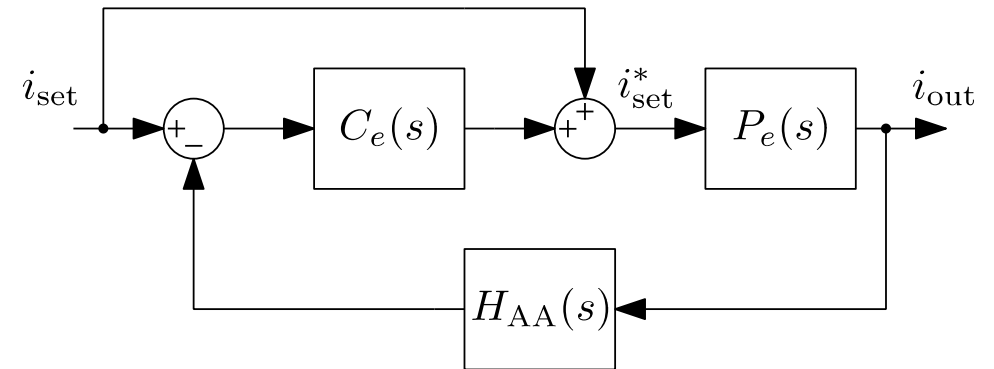 i_set
+
−
C_e(s)
+
+
i*_set
P_e(s)
i_out
H_AA(s)